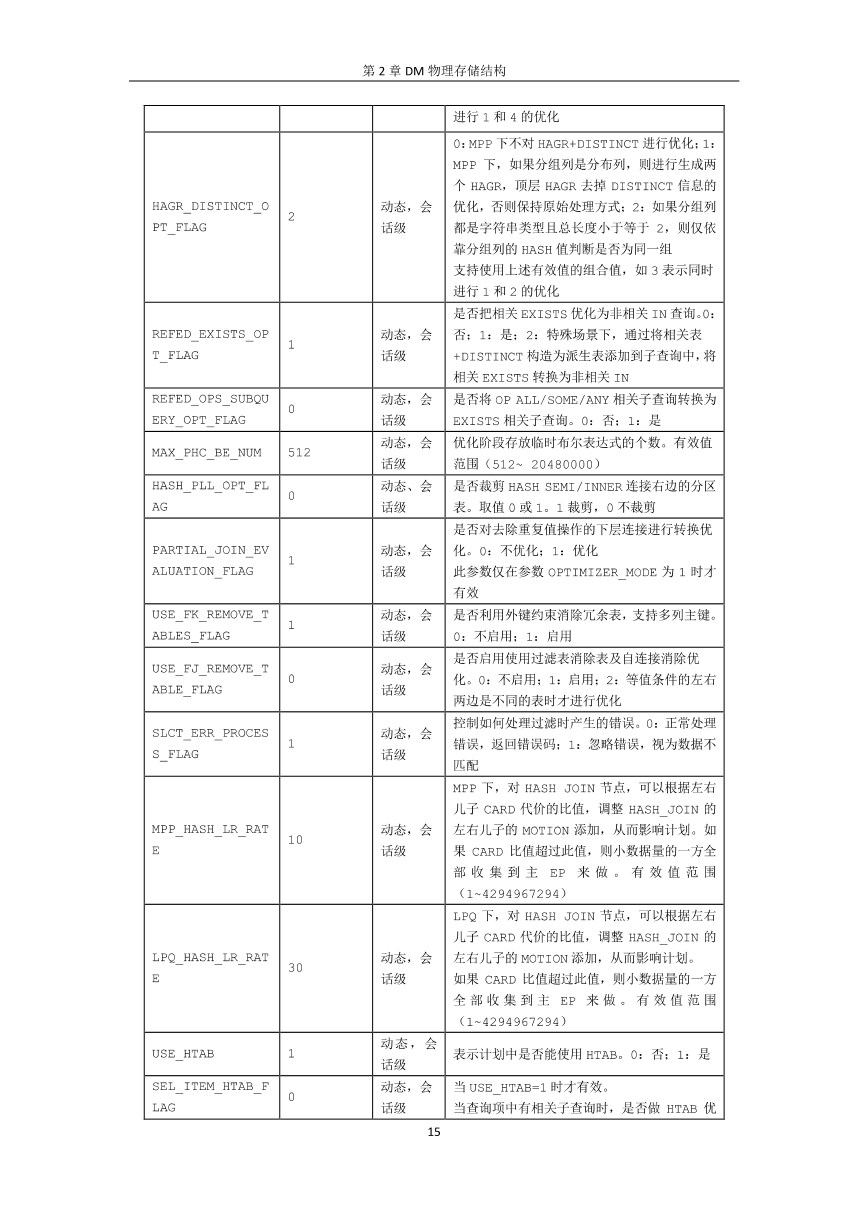 第 2 章 DM 物理存储结构
进行 1 和 4 的优化
HAGR_DISTINCT_O
PT_FLAG
2
动态，会
话级
0：MPP 下不对 HAGR+DISTINCT 进行优化；1：
MPP 下，如果分组列是分布列，则进行生成两
个 HAGR，顶层 HAGR 去掉 DISTINCT 信息的
优化，否则保持原始处理方式；2：如果分组列
都是字符串类型且总长度小于等于 2，则仅依
靠分组列的 HASH 值判断是否为同一组
支持使用上述有效值的组合值，如 3 表示同时
进行 1 和 2 的优化
REFED_EXISTS_OP
T_FLAG
1
动态，会
话级
是否把相关 EXISTS 优化为非相关 IN 查询。0：
否；1：是；2：特殊场景下，通过将相关表
+DISTINCT 构造为派生表添加到子查询中，将
相关 EXISTS 转换为非相关 IN
REFED_OPS_SUBQU
ERY_OPT_FLAG
0
动态，会
话级
是否将 OP ALL/SOME/ANY 相关子查询转换为
EXISTS 相关子查询。0：否；1：是
MAX_PHC_BE_NUM
512
动态，会
话级
优化阶段存放临时布尔表达式的个数。有效值
范围（512~ 20480000）
HASH_PLL_OPT_FL
AG
0
动态、会
话级
是否裁剪 HASH SEMI/INNER 连接右边的分区
表。取值 0 或 1。1 裁剪，0 不裁剪
PARTIAL_JOIN_EV
ALUATION_FLAG
1
动态，会
话级
是否对去除重复值操作的下层连接进行转换优
化。0：不优化；1：优化
此参数仅在参数 OPTIMIZER_MODE 为 1 时才
有效
USE_FK_REMOVE_T
ABLES_FLAG
1
动态，会
话级
是否利用外键约束消除冗余表，支持多列主键。
0：不启用；1：启用
USE_FJ_REMOVE_T
ABLE_FLAG
0
动态，会
话级
是否启用使用过滤表消除表及自连接消除优
化。0：不启用；1：启用；2：等值条件的左右
两边是不同的表时才进行优化
SLCT_ERR_PROCES
S_FLAG
1
动态，会
话级
控制如何处理过滤时产生的错误。0：正常处理
错误，返回错误码；1：忽略错误，视为数据不
匹配
MPP_HASH_LR_RAT
E
10
动态，会
话级
MPP 下，对 HASH JOIN 节点，可以根据左右
儿子 CARD 代价的比值，调整 HASH_JOIN 的
左右儿子的 MOTION 添加，从而影响计划。如
果 CARD 比值超过此值，则小数据量的一方全
部收集到主 EP 来做。有效值范围
（1~4294967294）
LPQ_HASH_LR_RAT
E
30
动态，会
话级
LPQ 下，对 HASH JOIN 节点，可以根据左右
儿子 CARD 代价的比值，调整 HASH_JOIN 的
左右儿子的 MOTION 添加，从而影响计划。
如果 CARD 比值超过此值，则小数据量的一方
全部收集到主 EP 来做。有效值范围
（1~4294967294）
USE_HTAB
1
动态，会
话级
表示计划中是否能使用 HTAB。0：否；1：是
SEL_ITEM_HTAB_F
LAG
0
动态，会
话级
当 USE_HTAB=1 时才有效。
当查询项中有相关子查询时，是否做 HTAB 优
15